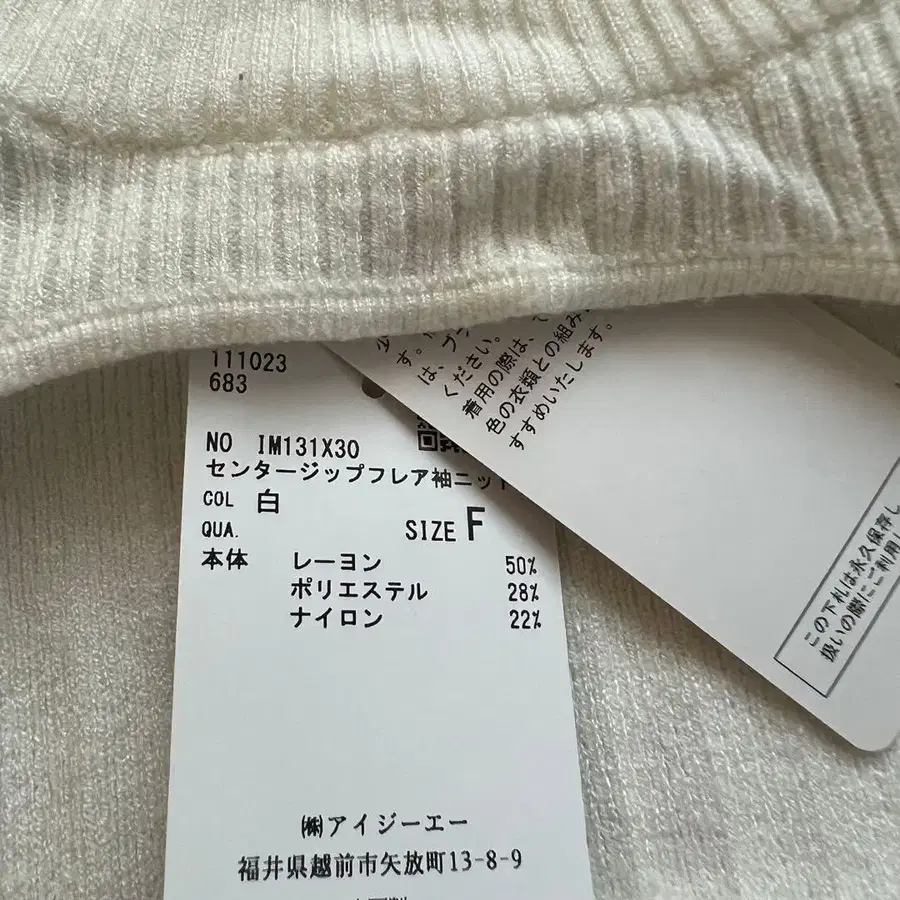 111023
683
NO IM131X30
センタージップフレア袖ニット
COL 白
QUA. SIZE F
本体 レーヨン 50%
ポリエステル 28%
ナイロン 22%
㈱アイジーエー
福井県越前市矢放町13-8-9
す。
は、
ください。
着用の際は、
色の衣類との組み
すすめいたします。
この下札は永久保存し
扱いの際にご利用